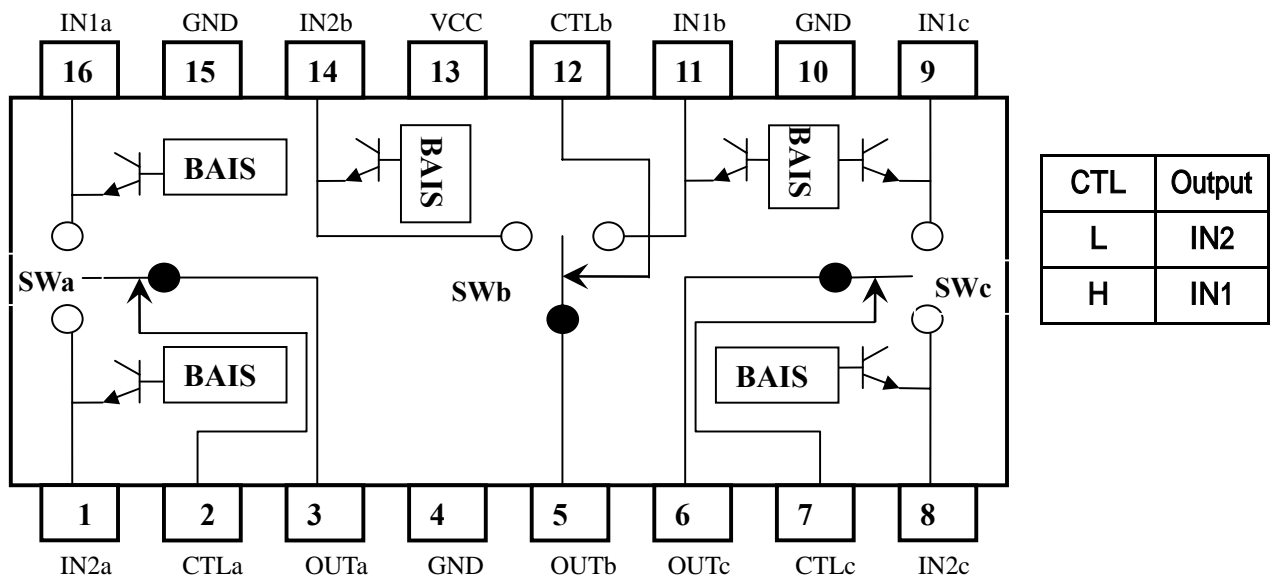 IN1a GND IN2b VCC CTLb IN1b GND IN1c
16 15 14 13 12 11 10 9
BAIS BAIS BAIS
CTL Output
L IN2
H IN1
SWa SWb SWc
BAIS BAIS
1 2 3 4 5 6 7 8
IN2a CTLa OUTa GND OUTb OUTc CTLc IN2c